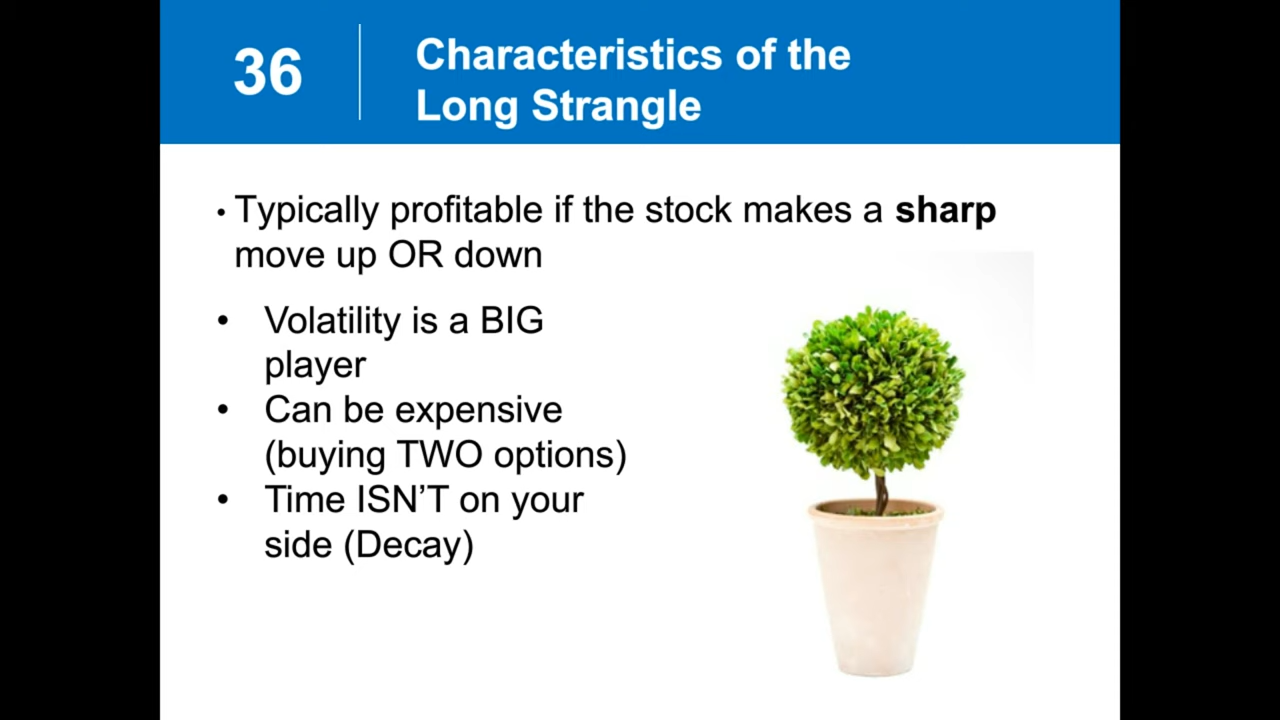 36
Characteristics of the
Long Strangle
• Typically profitable if the stock makes a sharp
move up OR down
• Volatility is a BIG
player
• Can be expensive
(buying TWO options)
• Time ISN’T on your
side (Decay)